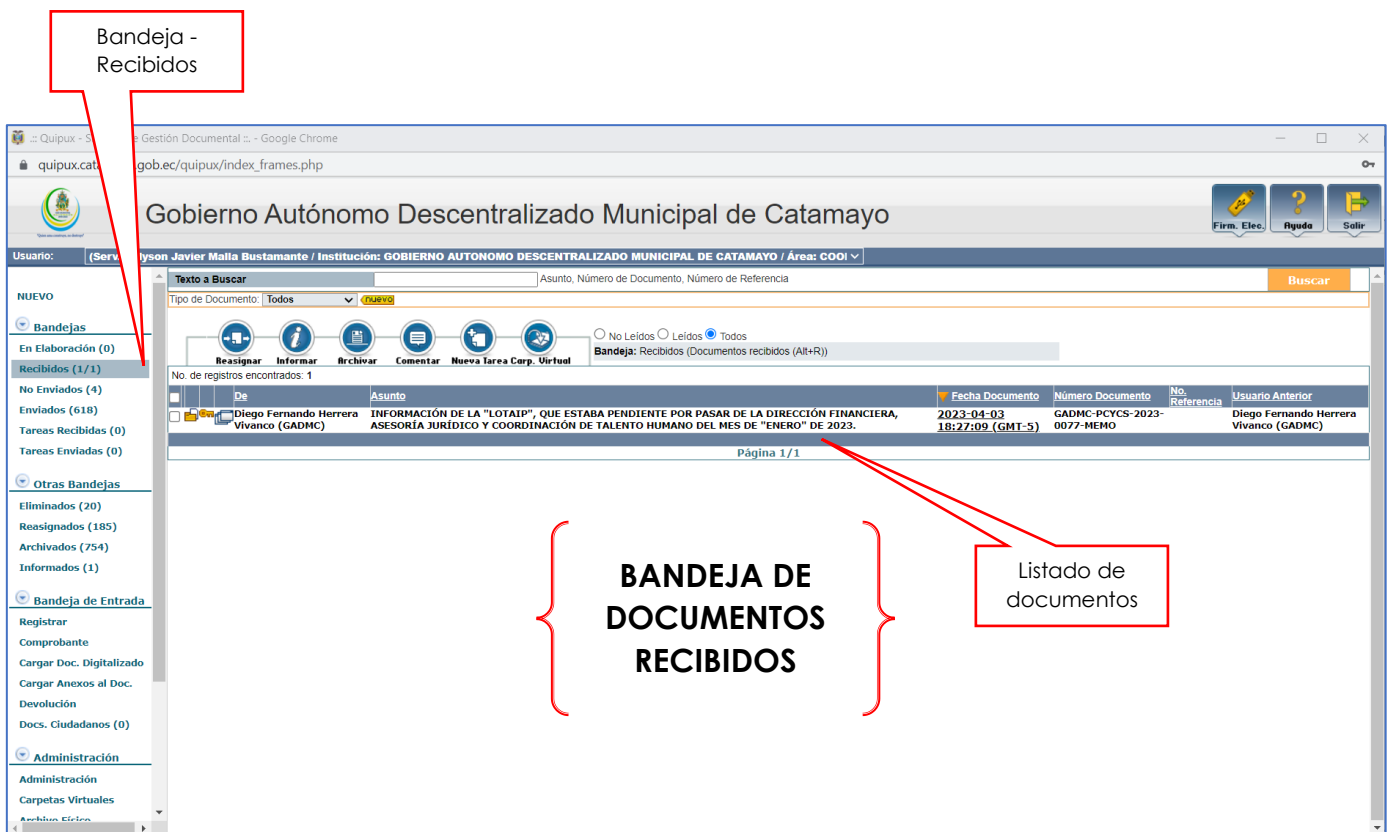 Bandeja -
Recibidos
.:: Quipux - S e Gestión Documental ::. - Google Chrome
quipux.cat .gob.ec/quipux/index_frames.php
Gobierno Autónomo Descentralizado Municipal de Catamayo
Firm. Elec. Ayuda Salir
Usuario: (Serv lyson Javier Malla Bustamante / Institución: GOBIERNO AUTONOMO DESCENTRALIZADO MUNICIPAL DE CATAMAYO / Área: COOI
Texto a Buscar Asunto, Número de Documento, Número de Referencia Buscar
Tipo de Documento: Todos nuevo
NUEVO
Bandejas
En Elaboración (0)
Recibidos (1/1)
No Enviados (4)
Enviados (618)
Tareas Recibidas (0)
Tareas Enviadas (0)
Otras Bandejas
Eliminados (20)
Reasignados (185)
Archivados (754)
Informados (1)
Bandeja de Entrada
Registrar
Comprobante
Cargar Doc. Digitalizado
Cargar Anexos al Doc.
Devolución
Docs. Ciudadanos (0)
Administración
Administración
Carpetas Virtuales
Archivo Físico
Reasignar Informar Archivar Comentar Nueva Tarea Carp. Virtual
No Leídos Leídos Todos
Bandeja: Recibidos (Documentos recibidos (Alt+R))
No. de registros encontrados: 1
De Asunto Fecha Documento Número Documento No. Referencia Usuario Anterior
Diego Fernando Herrera INFORMACIÓN DE LA "LOTAIP", QUE ESTABA PENDIENTE POR PASAR DE LA DIRECCIÓN FINANCIERA, 2023-04-03 GADMC-PCYCS-2023- Diego Fernando Herrera
Vivanco (GADMC) ASESORÍA JURÍDICO Y COORDINACIÓN DE TALENTO HUMANO DEL MES DE "ENERO" DE 2023. 18:27:09 (GMT-5) 0077-MEMO Vivanco (GADMC)
Página 1/1
BANDEJA DE
DOCUMENTOS
RECIBIDOS
Listado de
documentos